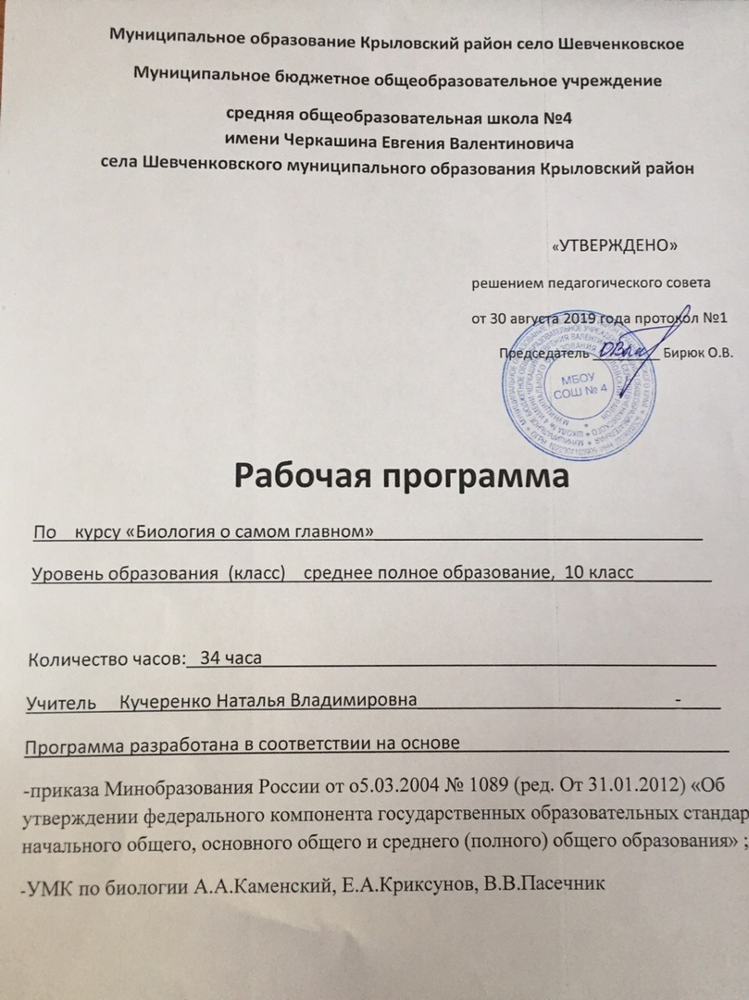 Муниципальное образование Крыловский район село Шевченковское
Муниципальное бюджетное общеобразовательное учреждение
средняя общеобразовательная школа №4
имени Черкашина Евгения Валентиновича
села Шевченковского муниципального образования Крыловский район
«УТВЕРЖДЕНО»
решением педагогического совета
от 30 августа 2019 года протокол №1
Председатель Бирюк О.В.
МБОУ
СОШ № 4
Рабочая программа
По курсу «Биология о самом главном»
Уровень образования (класс) среднее полное образование, 10 класс
Количество часов: 34 часа
Учитель Кучеренко Наталья Владимировна -
Программа разработана в соответствии на основе
-приказа Минобразования России от о5.03.2004 № 1089 (ред. От 31.01.2012) «Об
утверждении федерального компонента государственных образовательных стандар
начального общего, основного общего и среднего (полного) общего образования» ;
-УМК по биологии А.А.Каменский, Е.А.Криксунов, В.В.Пасечник